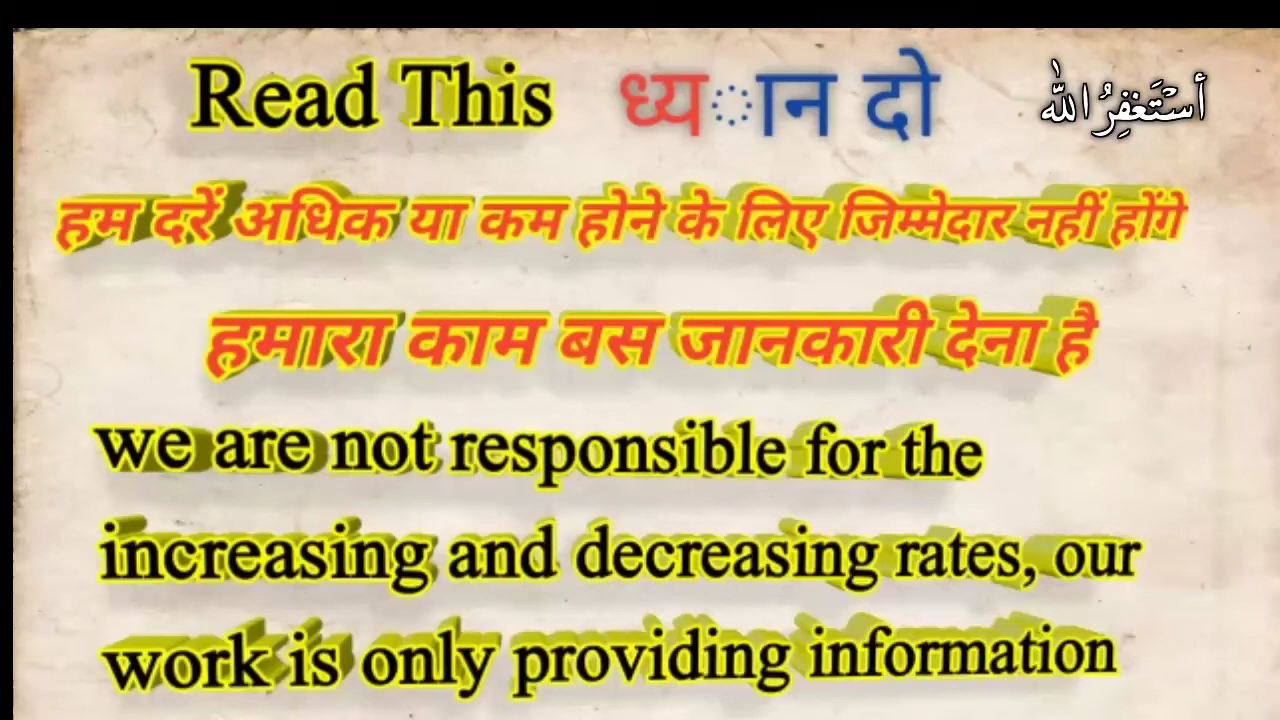 Read This ध्य ान दो أَسْتَغْفِرُ اللّٰه
हम दरें अधिक या कम होने के लिए जिम्मेदार नहीं होंगे
हमारा काम बस जानकारी देना है
we are not responsible for the
increasing and decreasing rates, our
work is only providing information